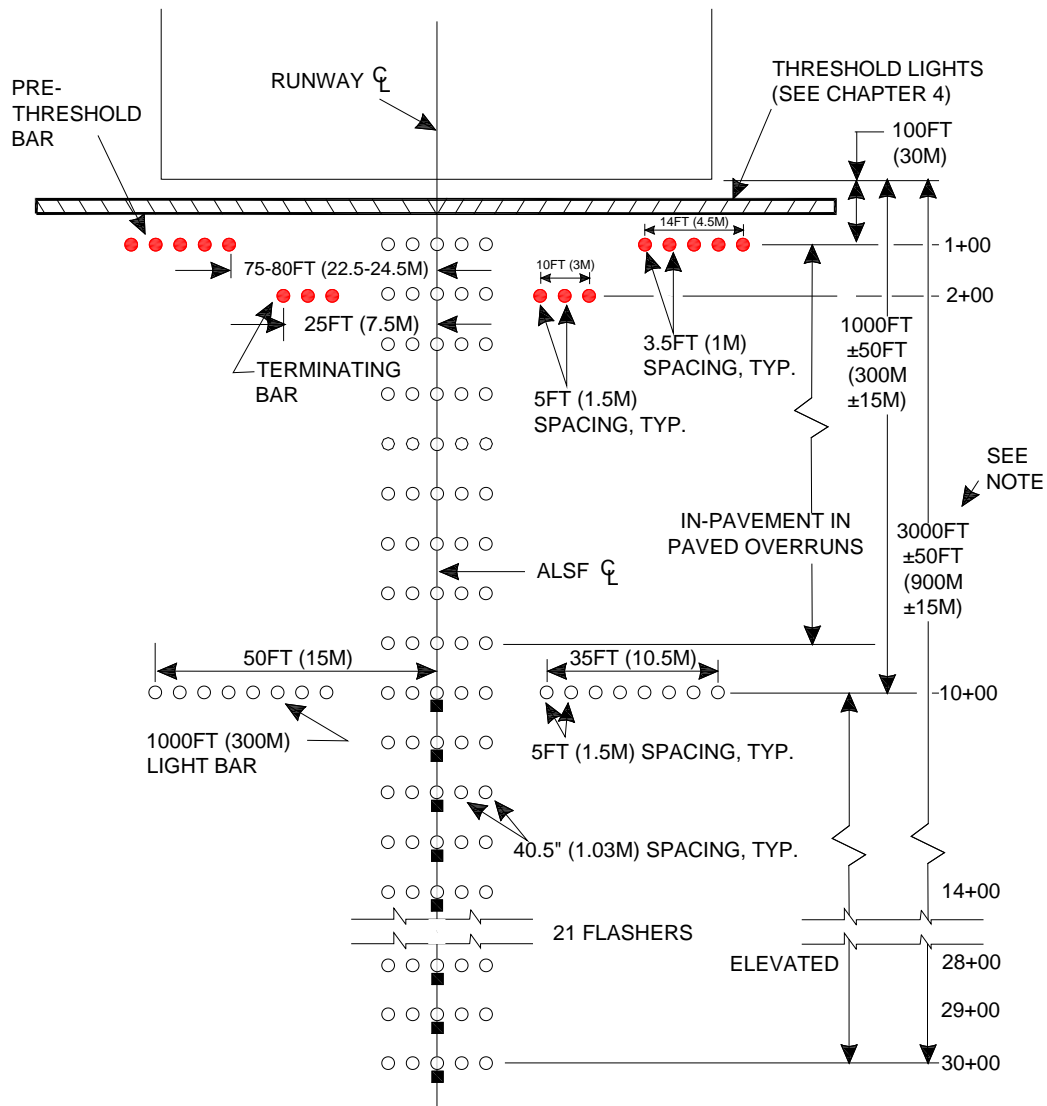 RUNWAY ℄
THRESHOLD LIGHTS
(SEE CHAPTER 4)
PRE-
THRESHOLD
BAR
100FT
(30M)
14FT (4.5M)
1+00
75-80FT (22.5-24.5M)
10FT (3M)
2+00
25FT (7.5M)
1000FT
±50FT
(300M
±15M)
3.5FT (1M)
SPACING, TYP.
TERMINATING
BAR
5FT (1.5M)
SPACING, TYP.
SEE
NOTE
IN-PAVEMENT IN
PAVED OVERRUNS
3000FT
±50FT
(900M
±15M)
ALSF ℄
50FT (15M)
35FT (10.5M)
10+00
1000FT (300M)
LIGHT BAR
5FT (1.5M) SPACING, TYP.
40.5" (1.03M) SPACING, TYP.
14+00
21 FLASHERS
ELEVATED
28+00
29+00
30+00